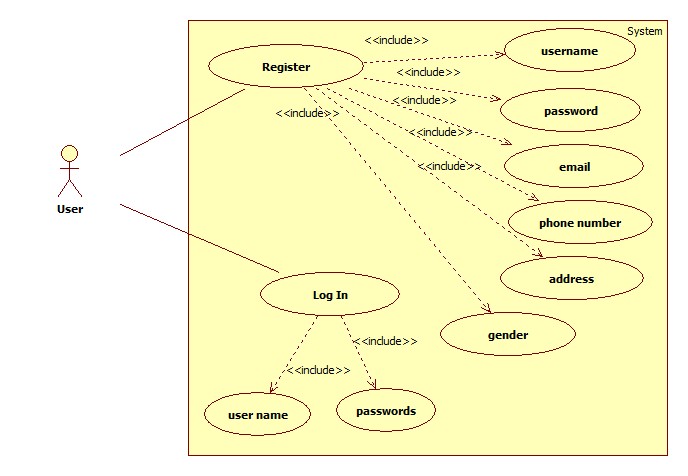 System
<<include>>
username
Register
<<include>>
password
<<include>>
<<include>>
<<include>>
email
<<include>>
User
phone number
address
Log In
gender
<<include>>
<<include>>
user name
passwords